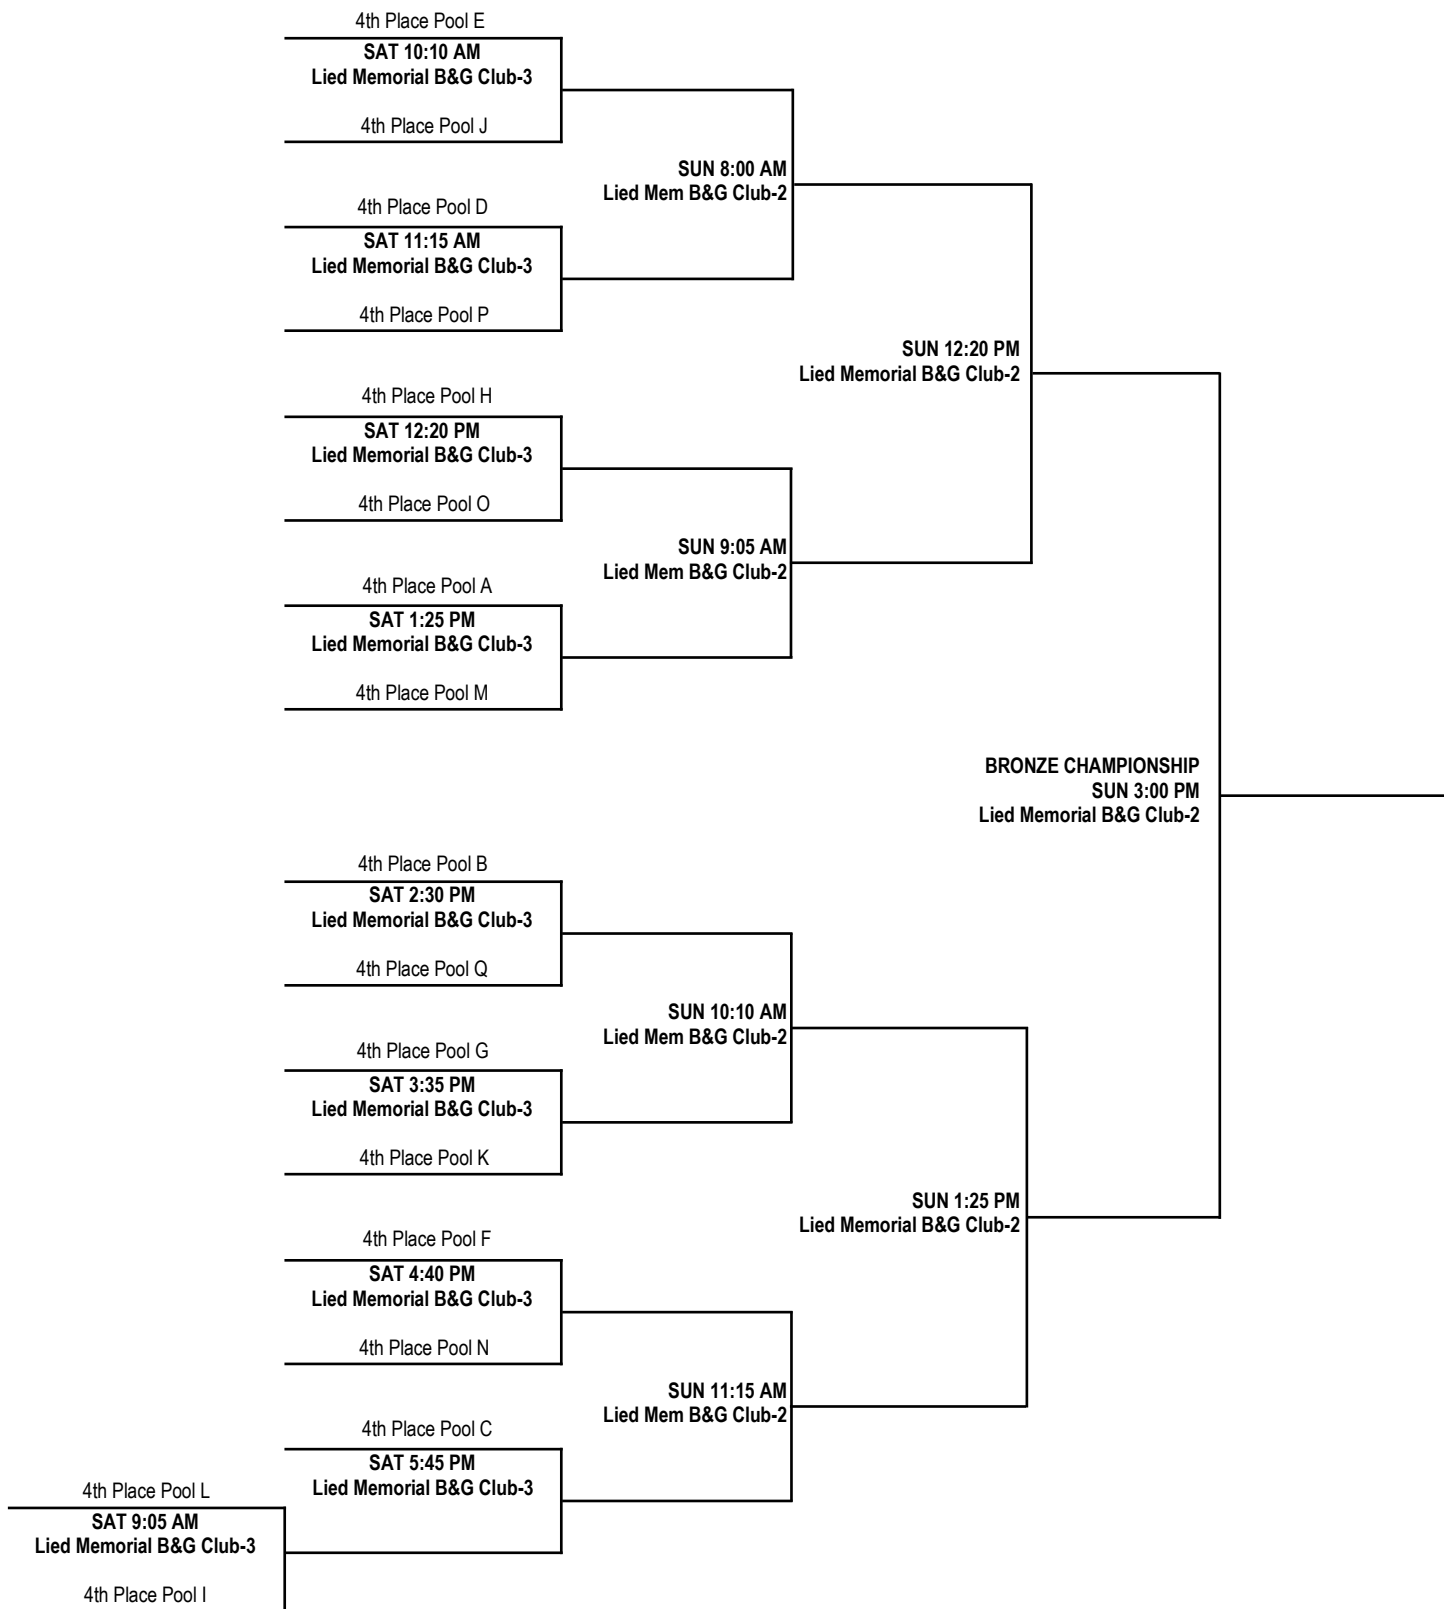 4th Place Pool E
SAT 10:10 AM
Lied Memorial B&G Club-3
4th Place Pool J
SUN 8:00 AM
Lied Mem B&G Club-2
4th Place Pool D
SAT 11:15 AM
Lied Memorial B&G Club-3
4th Place Pool P
SUN 12:20 PM
Lied Memorial B&G Club-2
4th Place Pool H
SAT 12:20 PM
Lied Memorial B&G Club-3
4th Place Pool O
SUN 9:05 AM
Lied Mem B&G Club-2
4th Place Pool A
SAT 1:25 PM
Lied Memorial B&G Club-3
4th Place Pool M
BRONZE CHAMPIONSHIP
SUN 3:00 PM
Lied Memorial B&G Club-2
4th Place Pool B
SAT 2:30 PM
Lied Memorial B&G Club-3
4th Place Pool Q
SUN 10:10 AM
Lied Mem B&G Club-2
4th Place Pool G
SAT 3:35 PM
Lied Memorial B&G Club-3
4th Place Pool K
SUN 1:25 PM
Lied Memorial B&G Club-2
4th Place Pool F
SAT 4:40 PM
Lied Memorial B&G Club-3
4th Place Pool N
SUN 11:15 AM
Lied Mem B&G Club-2
4th Place Pool C
SAT 5:45 PM
Lied Memorial B&G Club-3
4th Place Pool L
SAT 9:05 AM
Lied Memorial B&G Club-3
4th Place Pool I